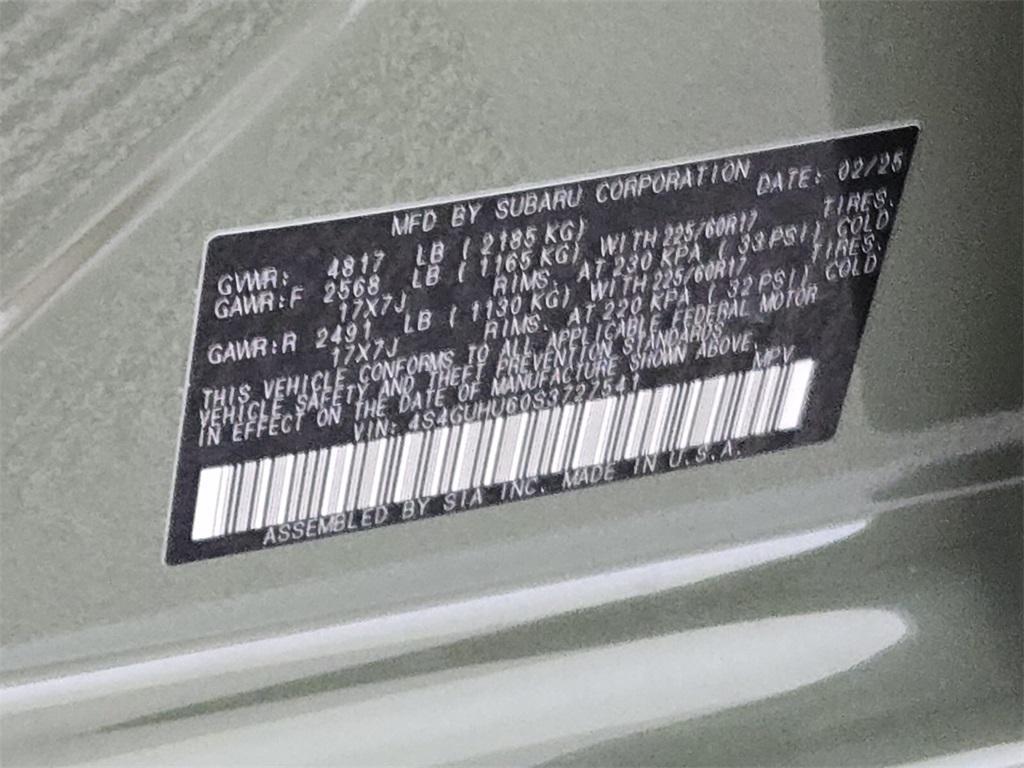 MFD BY SUBARU CORPORATION DATE: 02/25
GVWR: 4817 LB ( 2185 KG)
GAWR:F 2568 LB ( 1165 KG) WITH 225/60R17 TIRES.
17X7J RIMS. AT 230 KPA ( 33 PSI) COLD
GAWR:R 2491 LB ( 1130 KG) WITH 225/60R17 TIRES.
17X7J RIMS. AT 220 KPA ( 32 PSI) COLD
THIS VEHICLE CONFORMS TO ALL APPLICABLE FEDERAL MOTOR
VEHICLE SAFETY AND THEFT PREVENTION STANDARDS
IN EFFECT ON THE DATE OF MANUFACTURE SHOWN ABOVE.
VIN: 4S4GUHU60S3727541 MPV
ASSEMBLED BY SIA INC. MADE IN U.S.A.